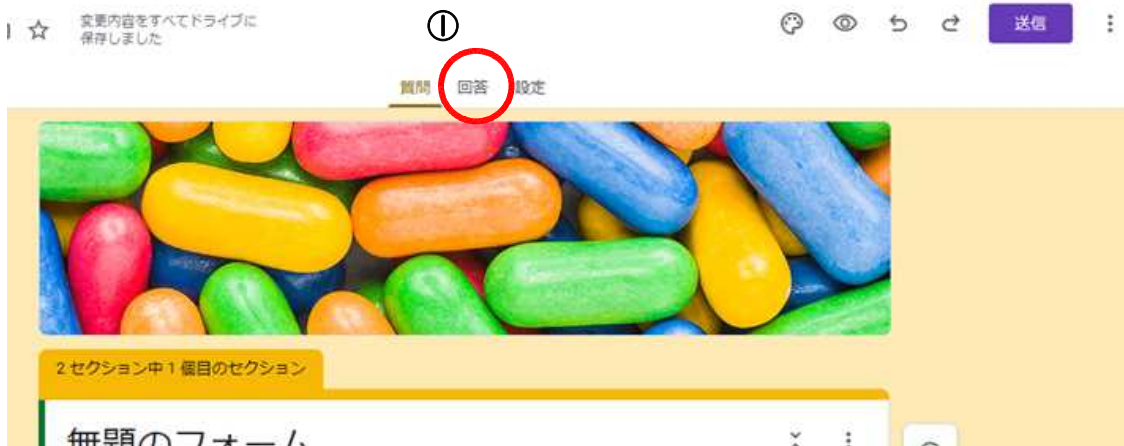 変更内容をすべてドライブに
保存しました
①
送信
質問 回答 設定
2 セクション中 1 個目のセクション
無題のフォーム